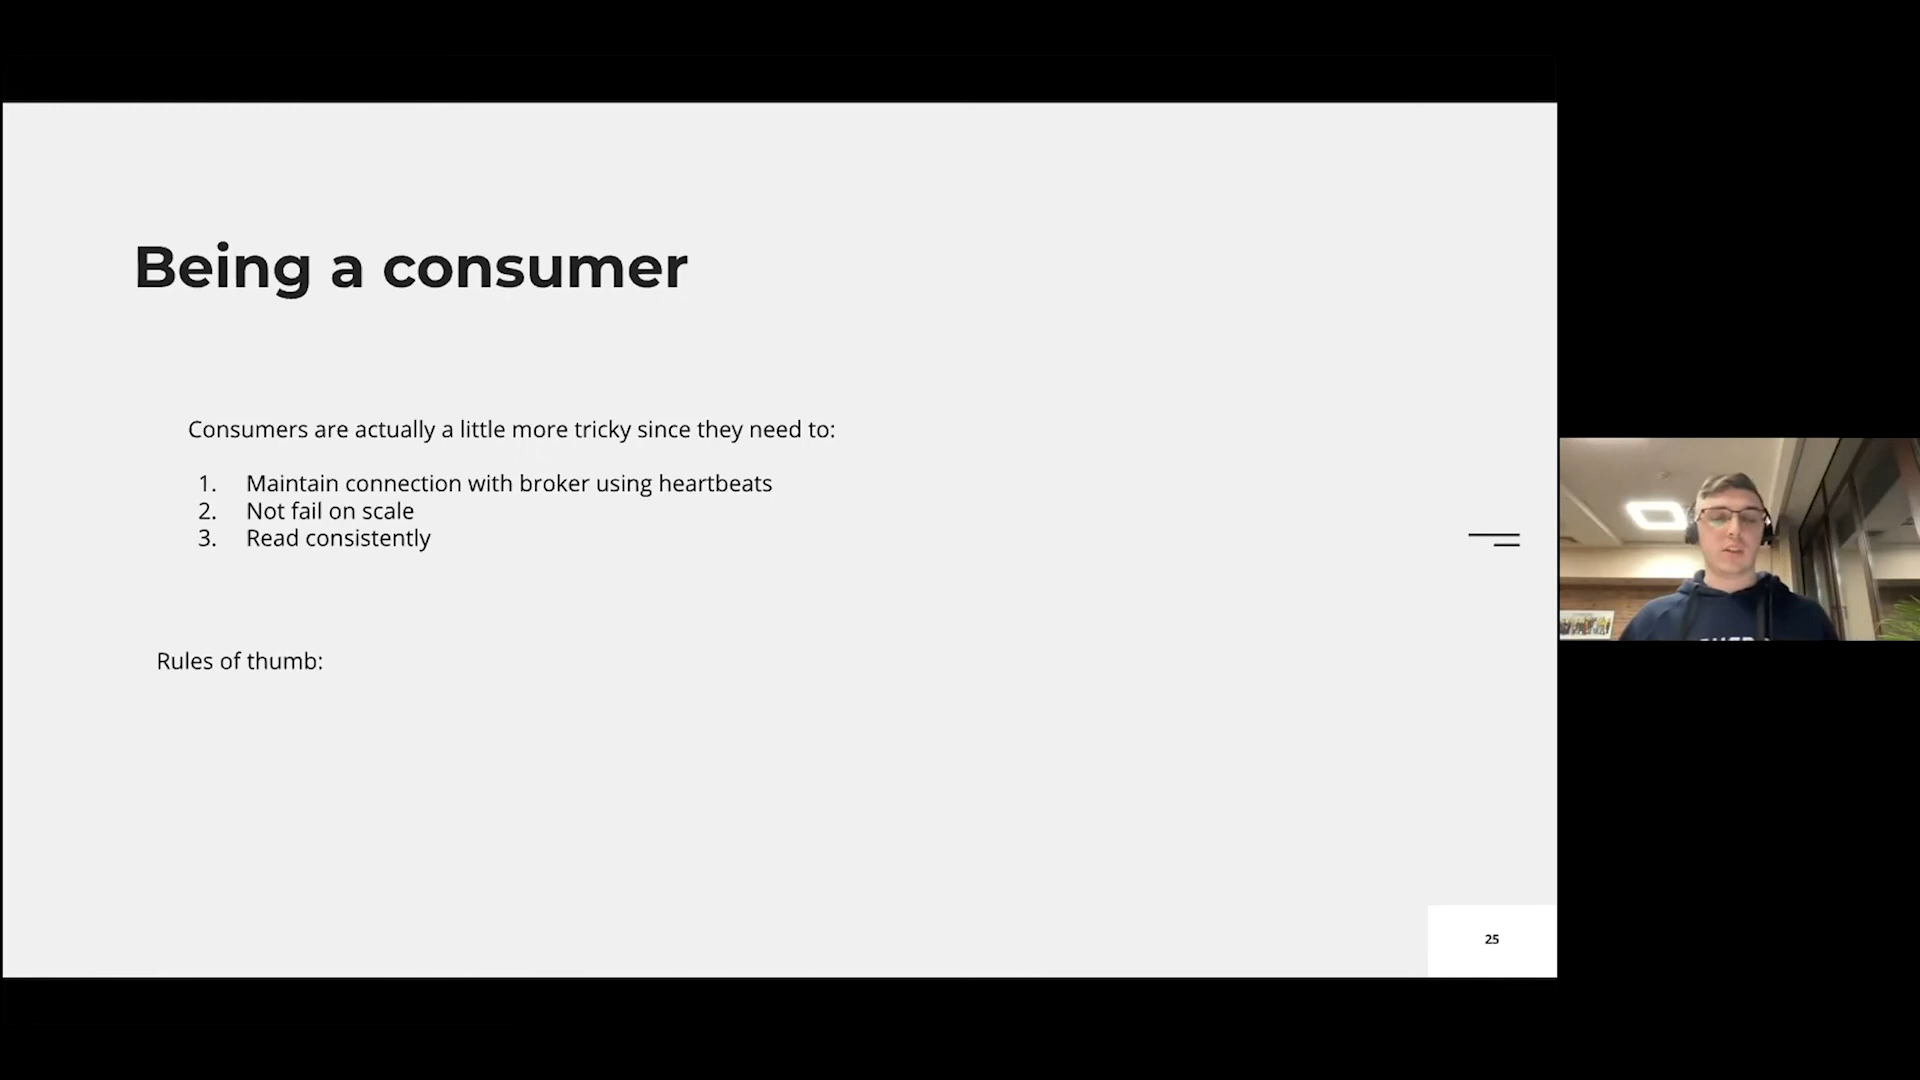 Being a consumer
Consumers are actually a little more tricky since they need to:
1. Maintain connection with broker using heartbeats
2. Not fail on scale
3. Read consistently
Rules of thumb:
25